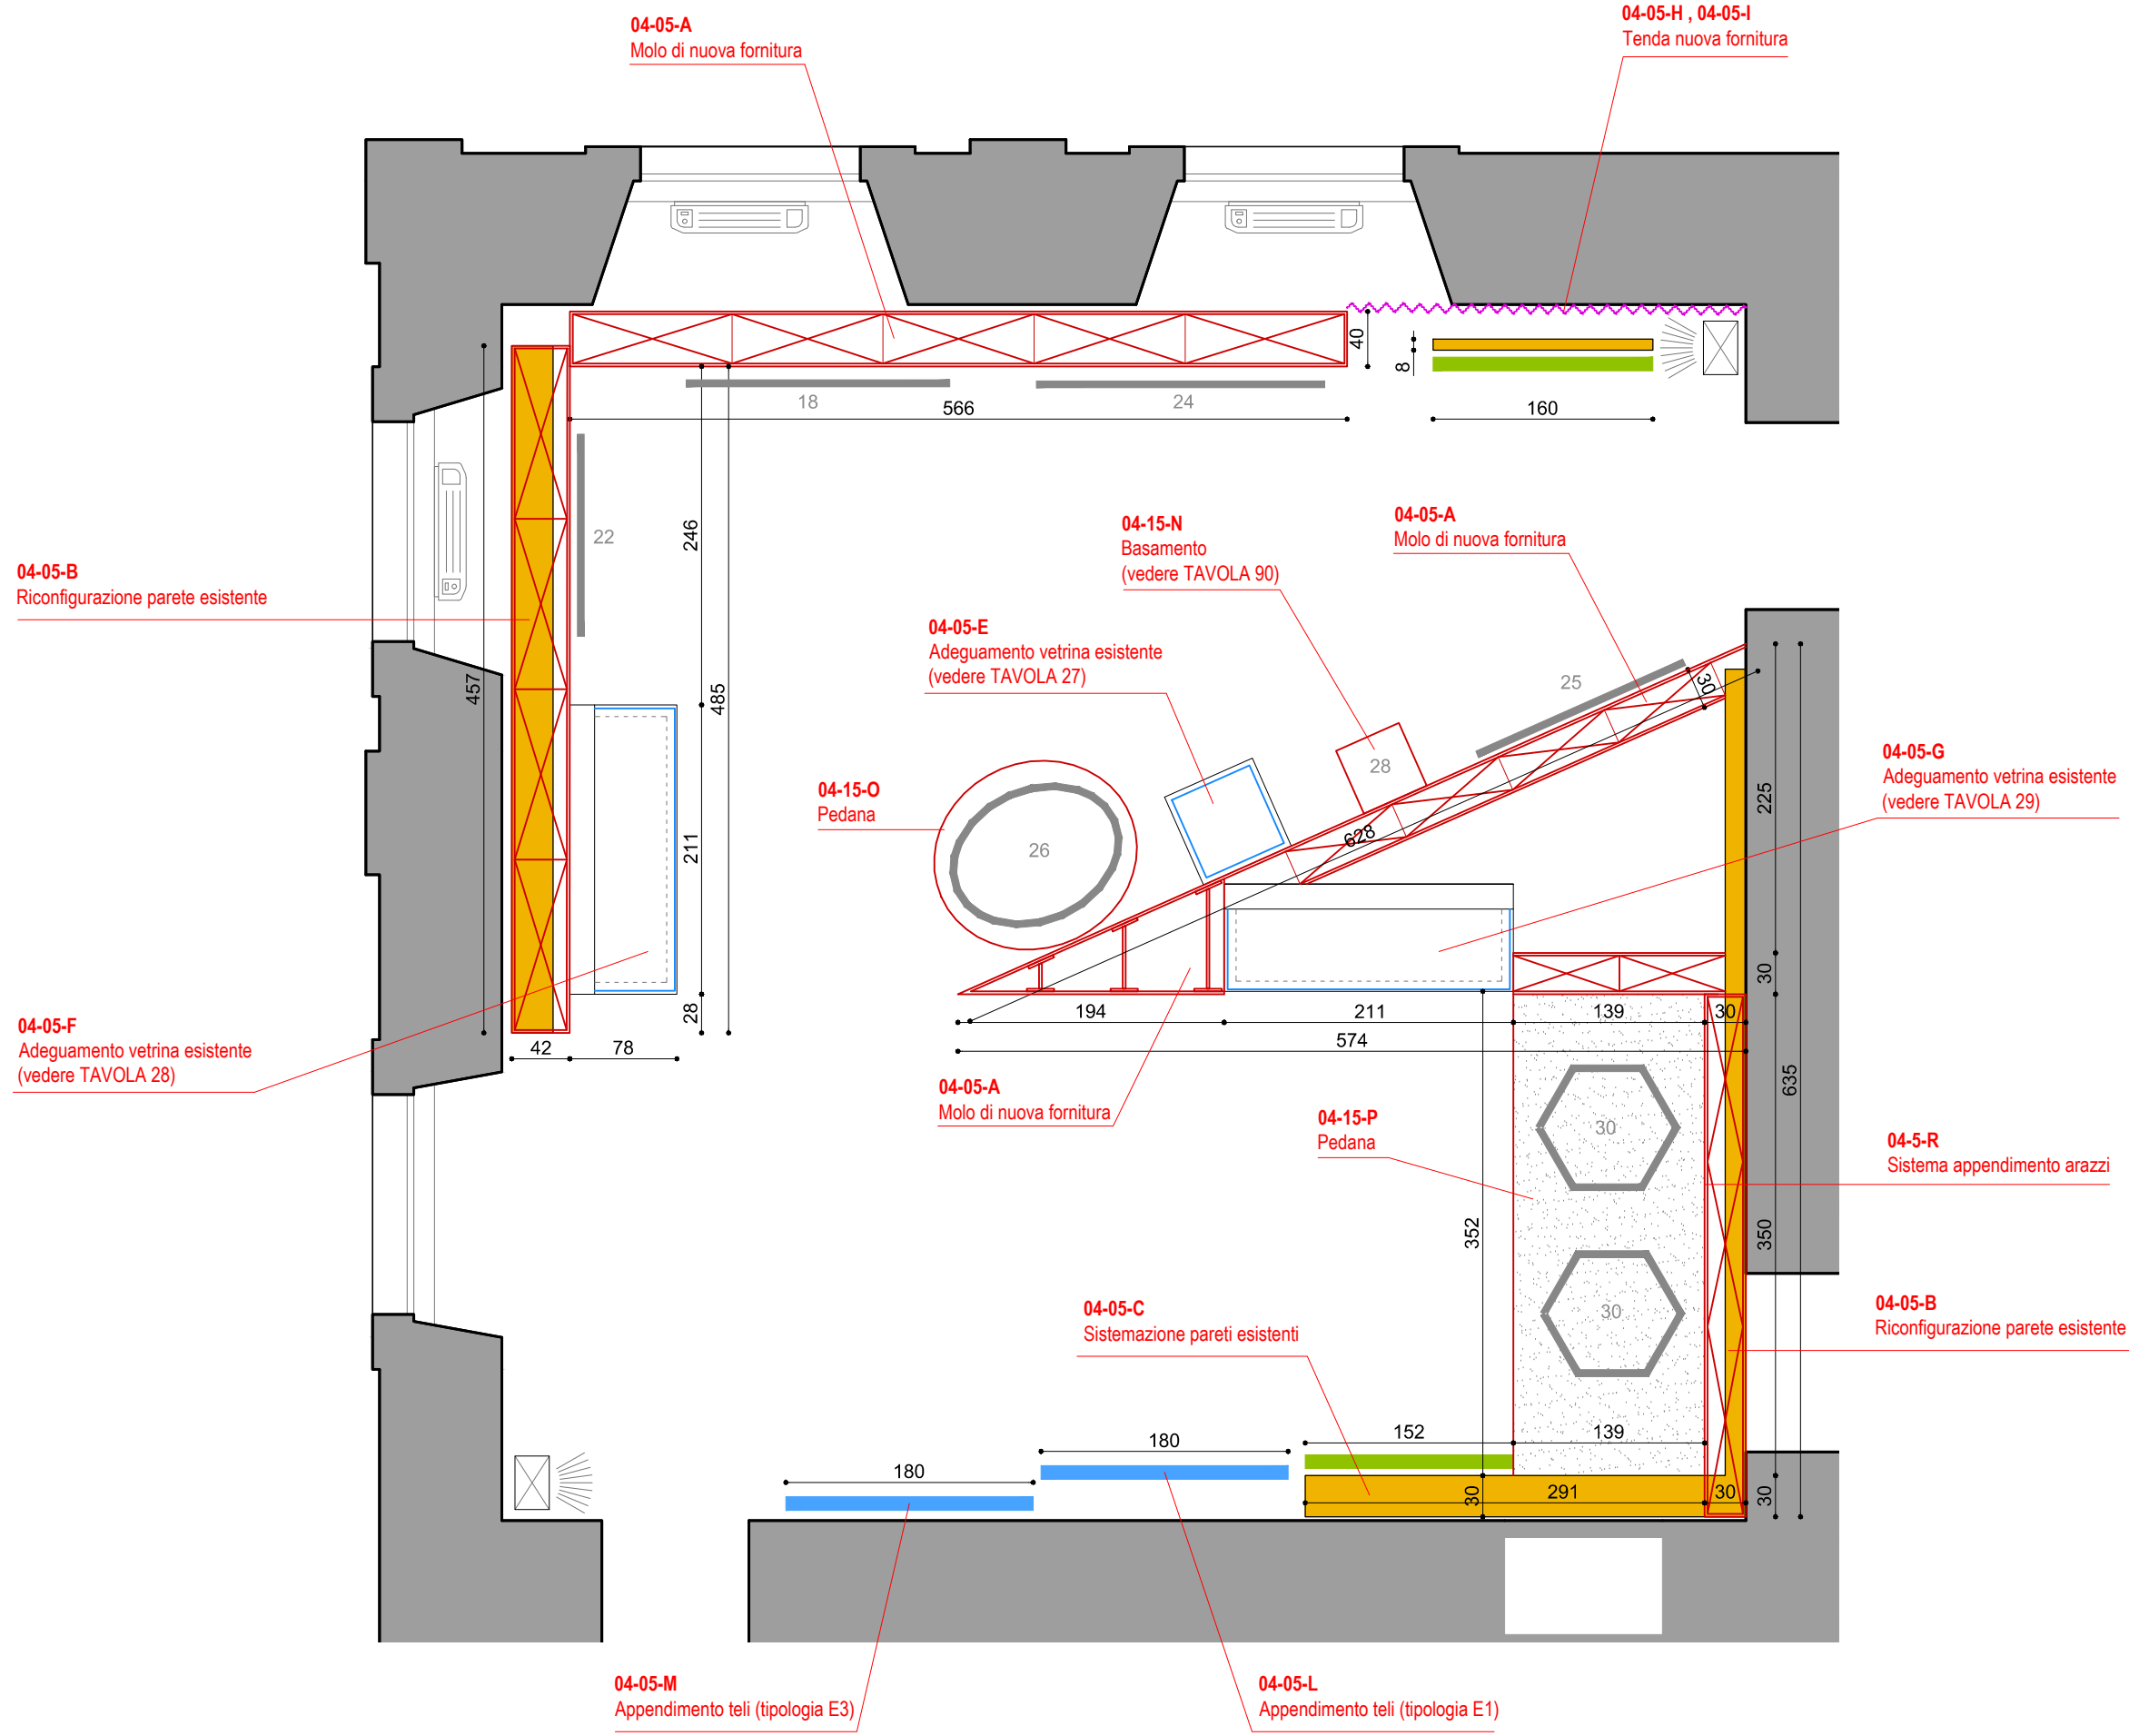 04-05-A
Molo di nuova fornitura
04-05-H , 04-05-I
Tenda nuova fornitura
40
8
18
24
566
160
22
246
04-15-N
Basamento
(vedere TAVOLA 90)
04-05-A
Molo di nuova fornitura
04-05-B
Riconfigurazione parete esistente
04-05-E
Adeguamento vetrina esistente
(vedere TAVOLA 27)
457
485
25
30
28
04-05-G
Adeguamento vetrina esistente
(vedere TAVOLA 29)
225
04-15-O
Pedana
26
628
211
30
28
194
211
139
30
04-05-F
Adeguamento vetrina esistente
(vedere TAVOLA 28)
42
78
574
635
04-05-A
Molo di nuova fornitura
04-15-P
Pedana
30
04-5-R
Sistema appendimento arazzi
352
350
04-05-C
Sistemazione pareti esistenti
30
04-05-B
Riconfigurazione parete esistente
180
152
139
180
30
291
30
30
04-05-M
Appendimento teli (tipologia E3)
04-05-L
Appendimento teli (tipologia E1)